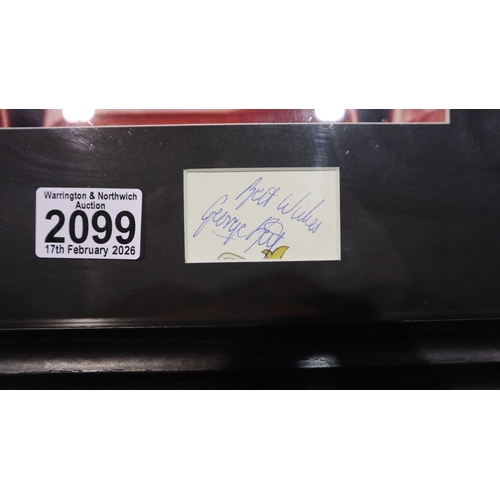 Warrington & Northwich
Auction
2099
17th February 2026
Best Wishes
George Best